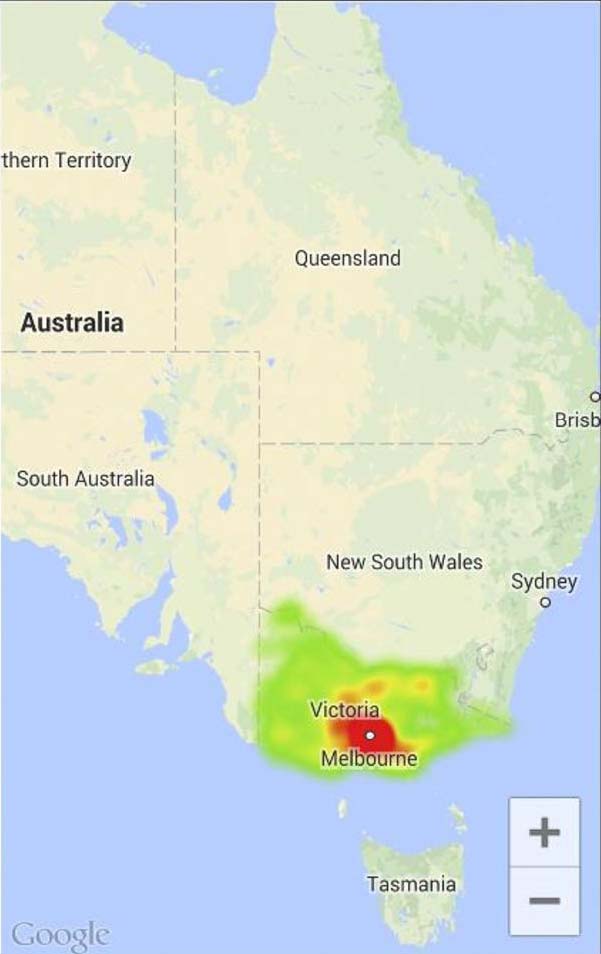 thern Territory
Queensland
Australia
Brisb
South Australia
New South Wales
Sydney
Victoria
Melbourne
+
−
Tasmania
Google